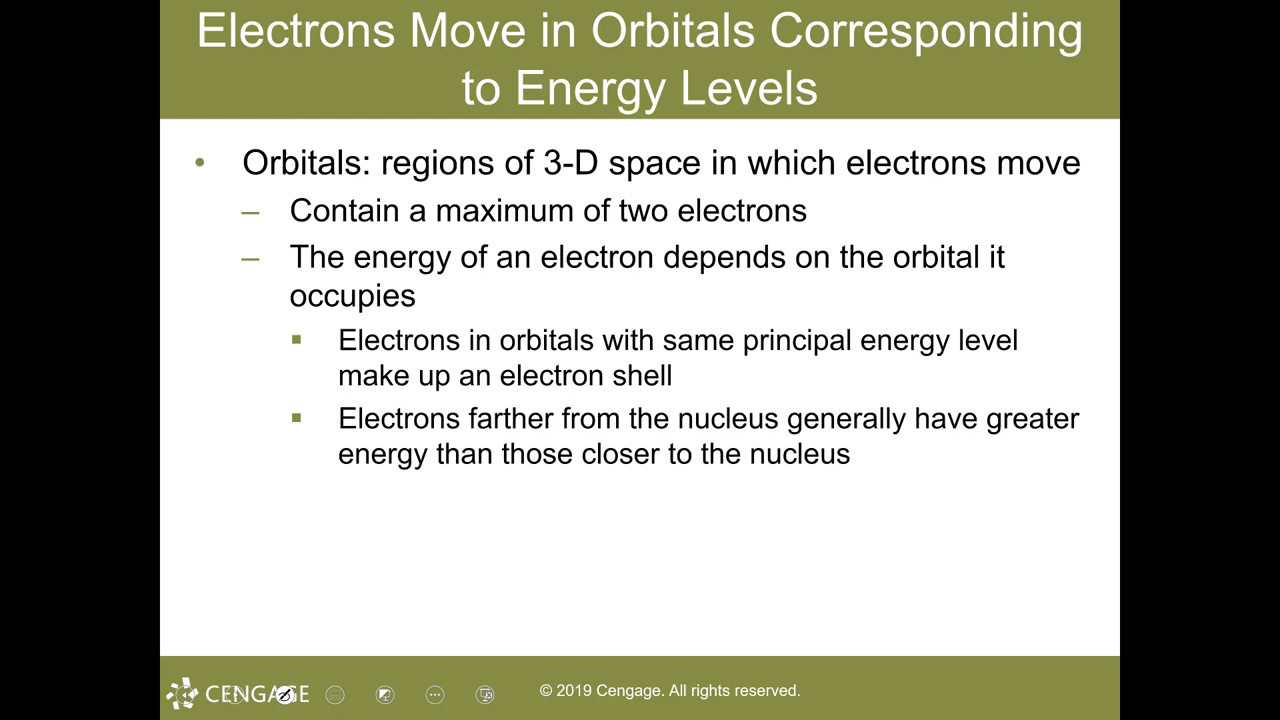 Electrons Move in Orbitals Corresponding
to Energy Levels
• Orbitals: regions of 3-D space in which electrons move
– Contain a maximum of two electrons
– The energy of an electron depends on the orbital it
occupies
▪ Electrons in orbitals with same principal energy level
make up an electron shell
▪ Electrons farther from the nucleus generally have greater
energy than those closer to the nucleus
CENGAGE
© 2019 Cengage. All rights reserved.